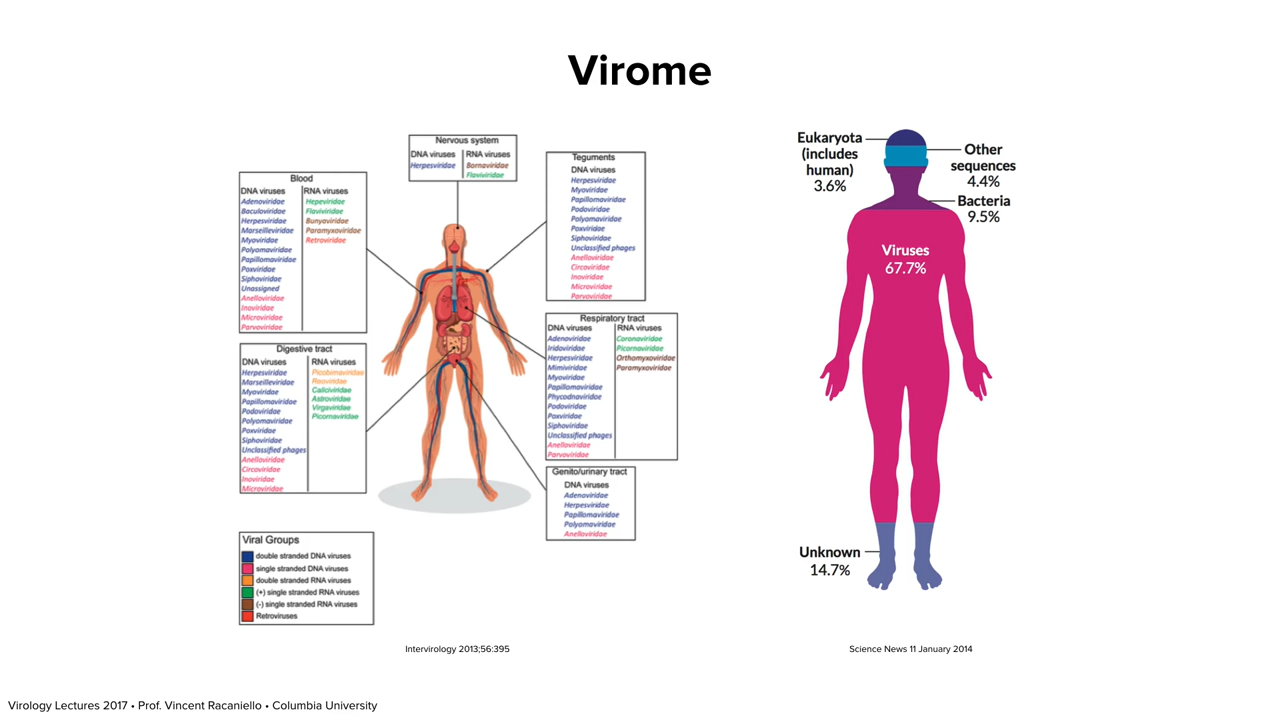 Virome
Nervous system
DNA viruses
Herpesviridae
RNA viruses
Bornaviridae
Flaviviridae
Blood
DNA viruses
Adenoviridae
Baculoviridae
Herpesviridae
Marseilleviridae
Myoviridae
Polyomaviridae
Papillomaviridae
Poxviridae
Siphoviridae
Unassigned
Anelloviridae
Inoviridae
Microviridae
Parvoviridae
RNA viruses
Hepeviridae
Flaviviridae
Bunyaviridae
Paramyxoviridae
Retroviridae
Teguments
DNA viruses
Herpesviridae
Myoviridae
Papillomaviridae
Podoviridae
Polyomaviridae
Poxviridae
Siphoviridae
Unclassified phages
Anelloviridae
Circoviridae
Inoviridae
Microviridae
Parvoviridae
Digestive tract
DNA viruses
Herpesviridae
Marseilleviridae
Myoviridae
Papillomaviridae
Podoviridae
Polyomaviridae
Poxviridae
Siphoviridae
Unclassified phages
Anelloviridae
Circoviridae
Inoviridae
Microviridae
RNA viruses
Picobirnaviridae
Reoviridae
Caliciviridae
Astroviridae
Virgaviridae
Picornaviridae
Respiratory tract
DNA viruses
Adenoviridae
Iridoviridae
Herpesviridae
Mimiviridae
Myoviridae
Papillomaviridae
Phycodnaviridae
Podoviridae
Poxviridae
Siphoviridae
Unclassified phages
Anelloviridae
Parvoviridae
RNA viruses
Coronaviridae
Picornaviridae
Orthomyxoviridae
Paramyxoviridae
Genito/urinary tract
DNA viruses
Adenoviridae
Herpesviridae
Papillomaviridae
Polyomaviridae
Anelloviridae
Viral Groups
double stranded DNA viruses
single stranded DNA viruses
double stranded RNA viruses
(+) single stranded RNA viruses
(-) single stranded RNA viruses
Retroviruses
Intervirology 2013;56:395
Eukaryota
(includes
human)
3.6%
Other
sequences
4.4%
Bacteria
9.5%
Viruses
67.7%
Unknown
14.7%
Science News 11 January 2014
Virology Lectures 2017 • Prof. Vincent Racaniello • Columbia University